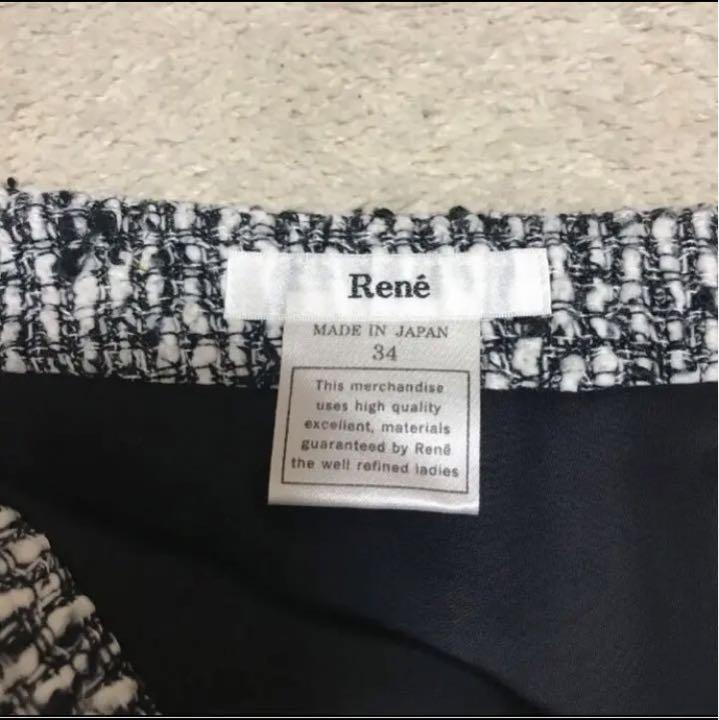 René
MADE IN JAPAN
34
This merchandise
uses high quality
excellent, materials
guaranteed by René
the well refined ladies